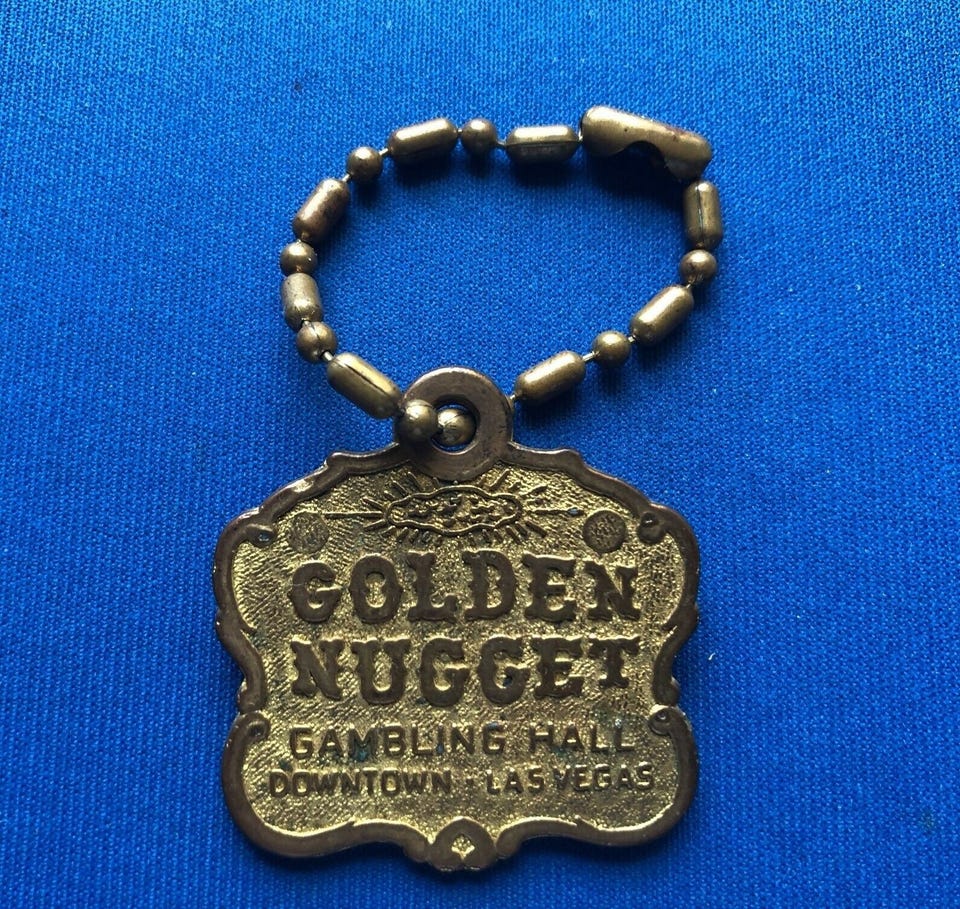 GOLDEN
NUGGET
GAMBLING HALL
DOWNTOWN · LAS VEGAS